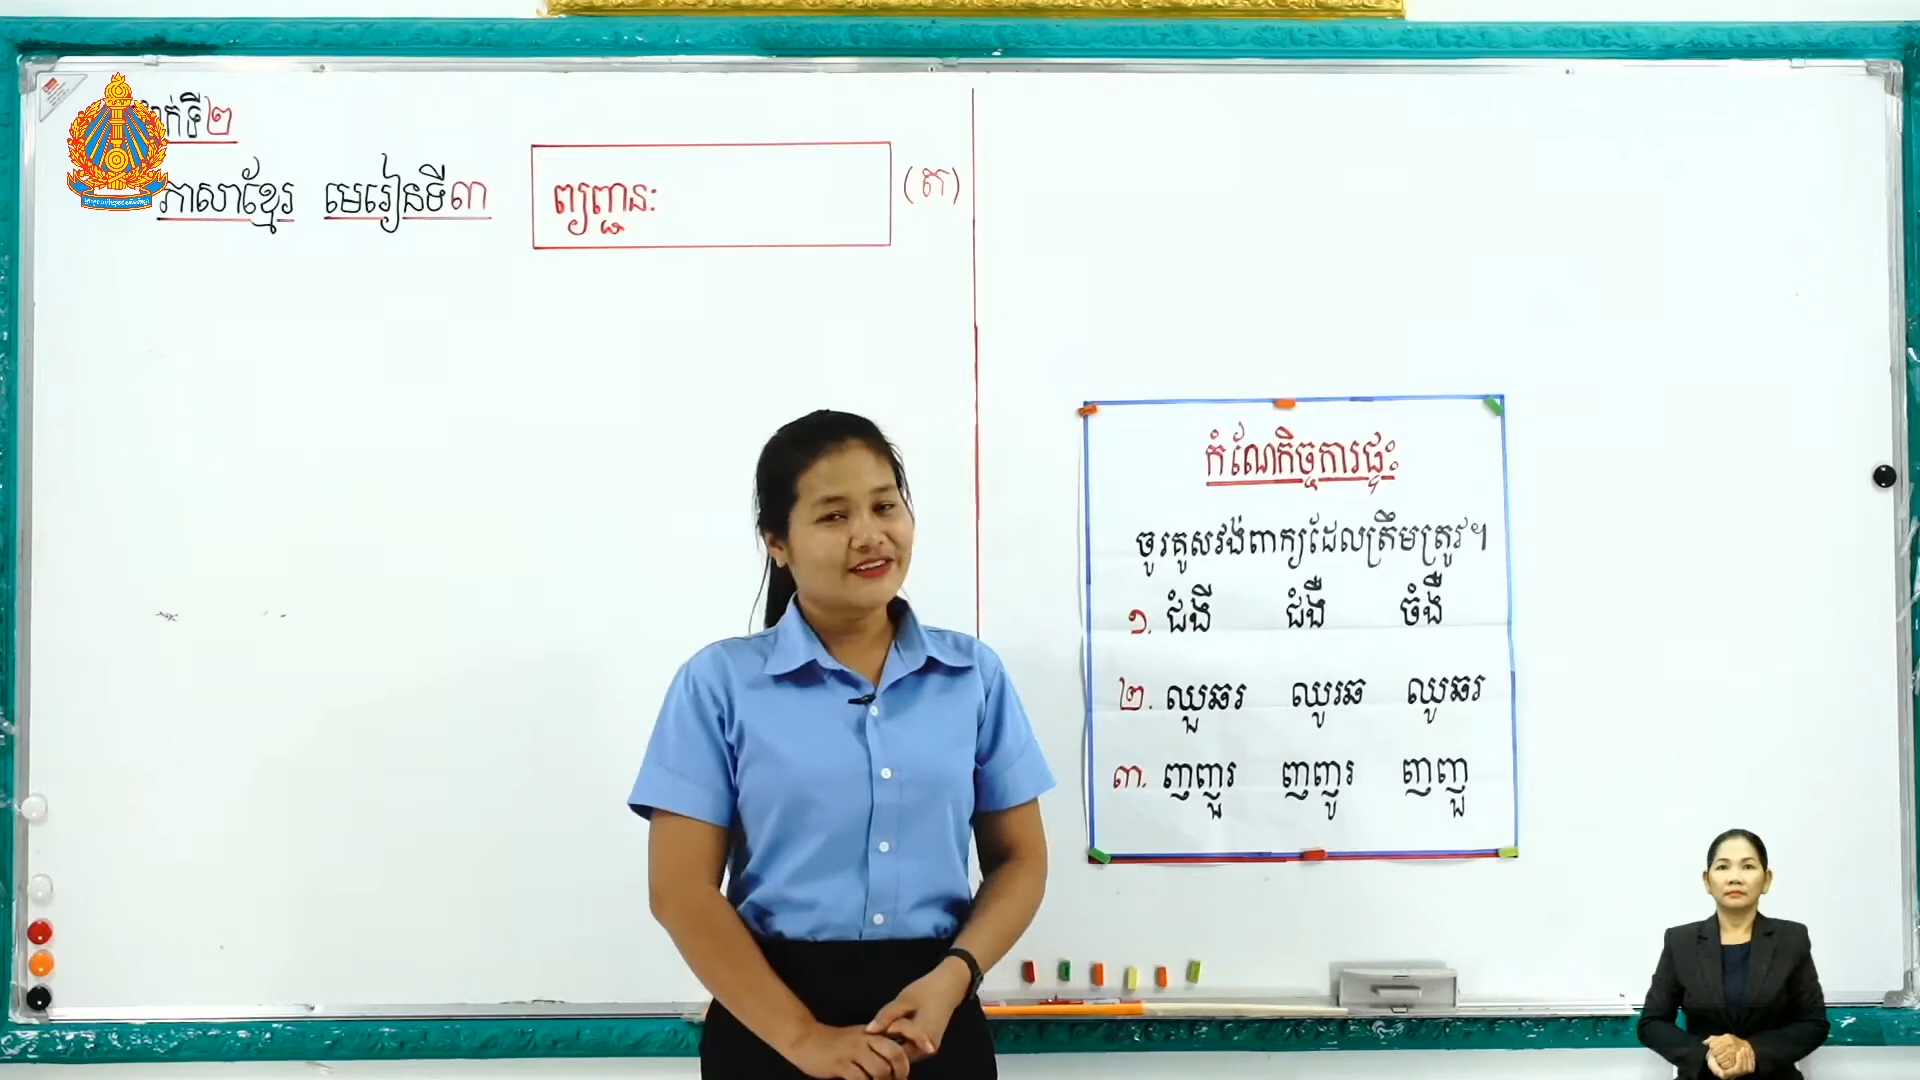 ថ្នាក់ទី២
ភាសាខ្មែរ មេរៀនទី៣
ព្យញ្ជនៈ
(ត)
កំណែកិច្ចការផ្ទះ
ចូរគូសវង់ពាក្យដែលត្រឹមត្រូវ។
១. ជំងឺ ជំងឺ ចំងឺ
២. ឈួឆរ ឈូរឆ ឈូឆរ
៣. ញញួរ ញញូរ ញញួ